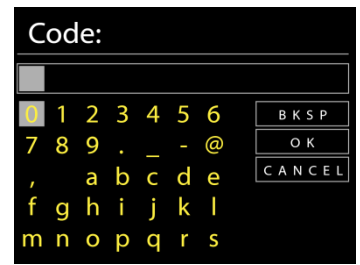 Code:
0 1 2 3 4 5 6 BKSP
7 8 9 . _ - @ OK
, a b c d e CANCEL
f g h i j k l
m n o p q r s